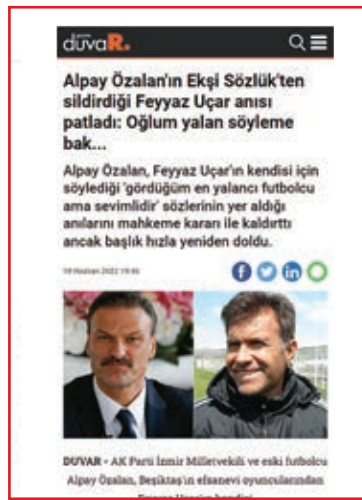 duvaR.
Alpay Özalan'ın Ekşi Sözlük'ten
sildirdiği Feyyaz Uçar anısı
patladı: Oğlum yalan söyleme
bak...
Alpay Özalan, Feyyaz Uçar'ın kendisi için
söylediği 'gördüğüm en yalancı futbolcu
ama sevimlidir' sözlerinin yer aldığı
anılarını mahkeme kararı ile kaldırttı
ancak başlık hızla yeniden doldu.
Haziran 2022
DUVAR - AK Parti İzmir Milletvekili ve eski futbolcu
Alpay Özalan, Beşiktaş'ın efsanevi oyuncularından